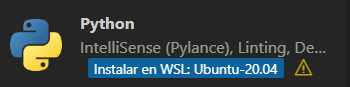 Python
IntelliSense (Pylance), Linting, De...
Instalar en WSL: Ubuntu-20.04